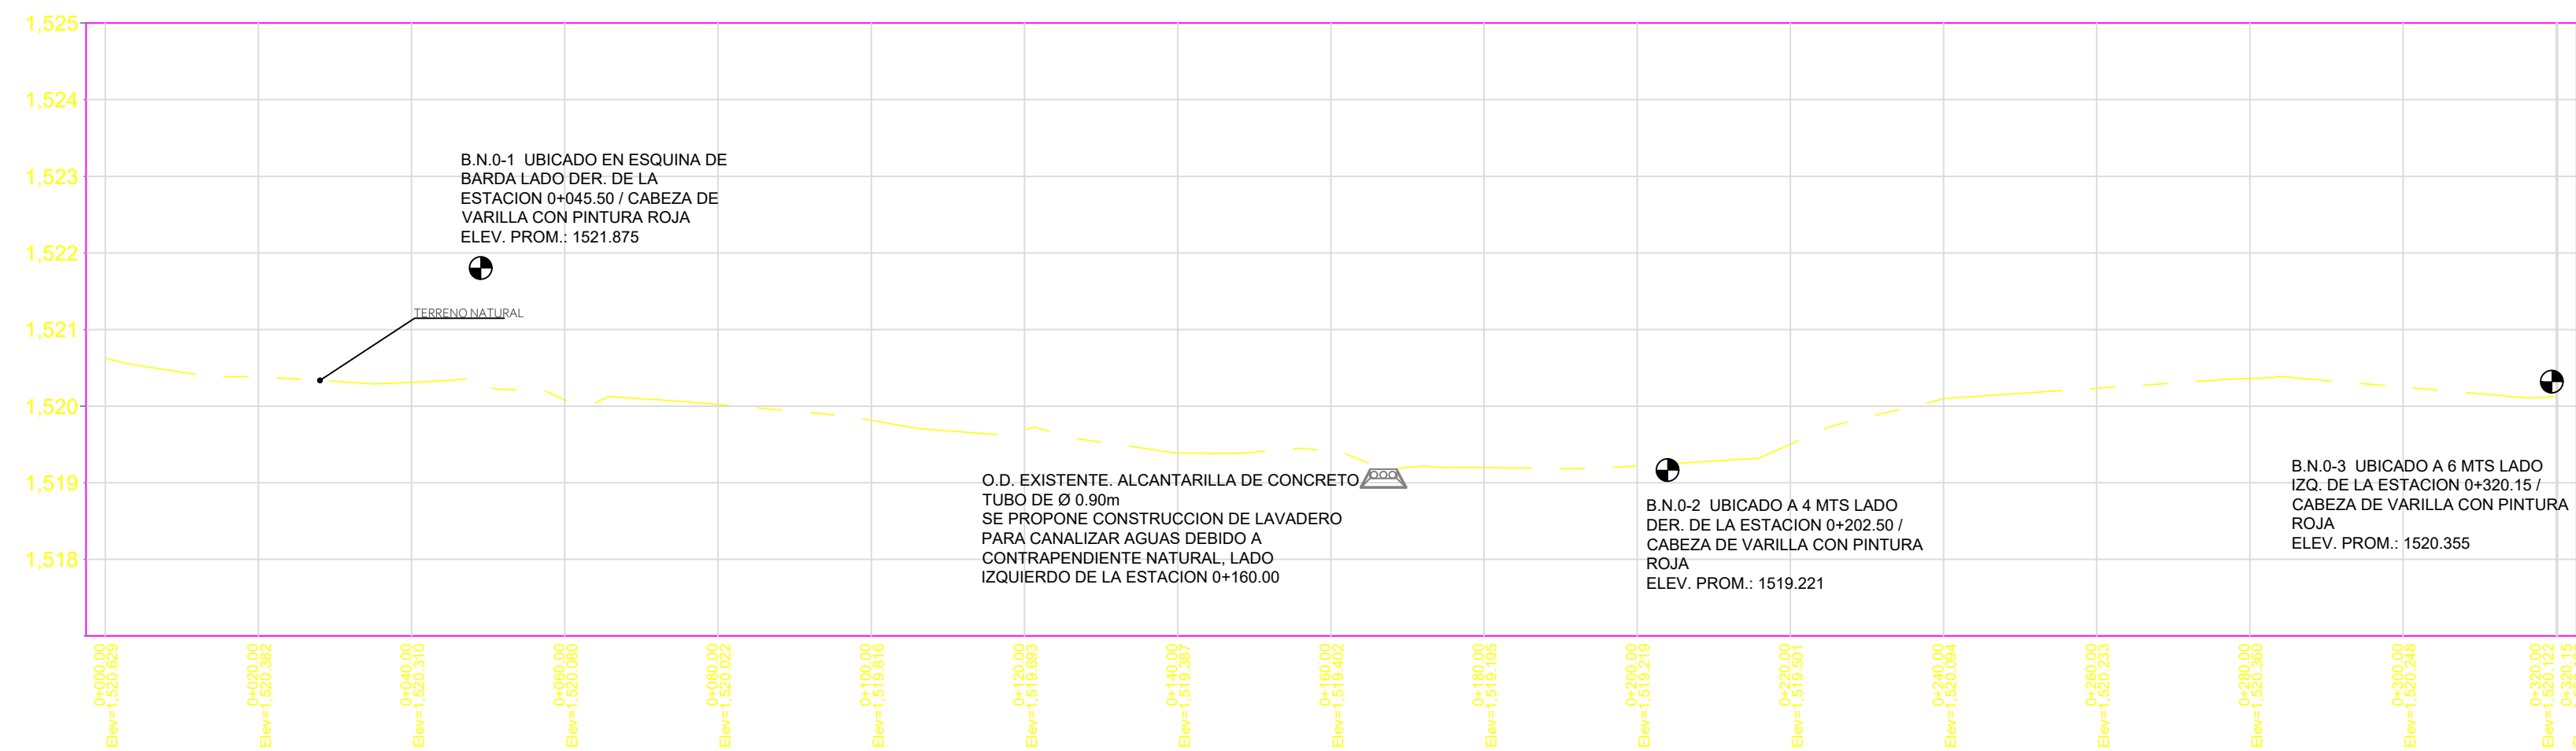 1,525
1,524
1,523
1,522
1,521
1,520
1,519
1,518
B.N.0-1 UBICADO EN ESQUINA DE
BARDA LADO DER. DE LA
ESTACION 0+045.50 / CABEZA DE
VARILLA CON PINTURA ROJA
ELEV. PROM.: 1521.875
TERRENO NATURAL
O.D. EXISTENTE. ALCANTARILLA DE CONCRETO
TUBO DE Ø 0.90m
SE PROPONE CONSTRUCCION DE LAVADERO
PARA CANALIZAR AGUAS DEBIDO A
CONTRAPENDIENTE NATURAL, LADO
IZQUIERDO DE LA ESTACION 0+160.00
B.N.0-2 UBICADO A 4 MTS LADO
DER. DE LA ESTACION 0+202.50 /
CABEZA DE VARILLA CON PINTURA
ROJA
ELEV. PROM.: 1519.221
B.N.0-3 UBICADO A 6 MTS LADO
IZQ. DE LA ESTACION 0+320.15 /
CABEZA DE VARILLA CON PINTURA
ROJA
ELEV. PROM.: 1520.355
0+000.00
Elev=1,520.629
0+020.00
Elev=1,520.382
0+040.00
Elev=1,520.310
0+060.00
Elev=1,520.080
0+080.00
Elev=1,520.022
0+100.00
Elev=1,519.816
0+120.00
Elev=1,519.693
0+140.00
Elev=1,519.387
0+160.00
Elev=1,519.402
0+180.00
Elev=1,519.195
0+200.00
Elev=1,519.219
0+220.00
Elev=1,519.501
0+240.00
Elev=1,520.094
0+260.00
Elev=1,520.233
0+280.00
Elev=1,520.360
0+300.00
Elev=1,520.248
0+320.00
Elev=1,520.122
0+320.15